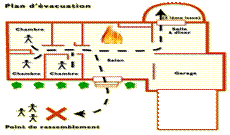 Plan d'évacuation
Chambre
Salle
à dîner
Salon
Chambre
Chambre
Garage
Point de rassemblement